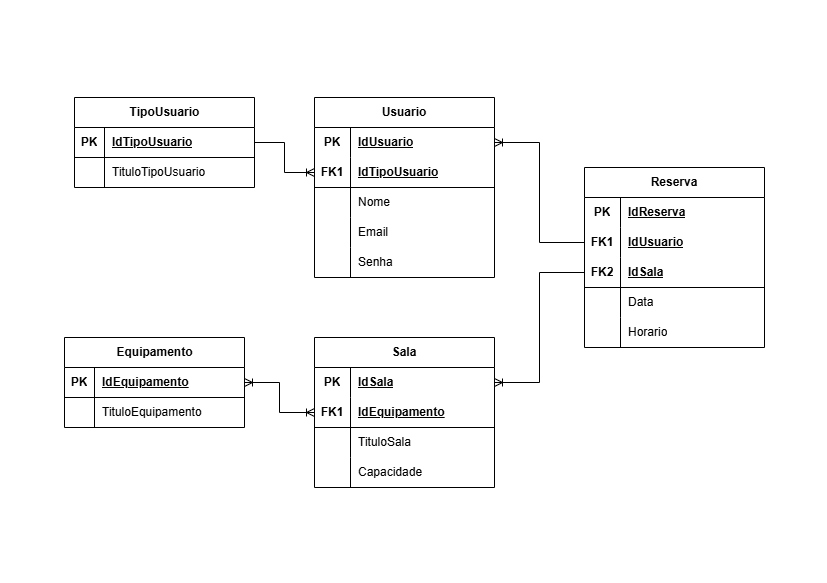 TipoUsuario
PK IdTipoUsuario
TituloTipoUsuario
Usuario
PK IdUsuario
FK1 IdTipoUsuario
Nome
Email
Senha
Reserva
PK IdReserva
FK1 IdUsuario
FK2 IdSala
Data
Horario
Equipamento
PK IdEquipamento
TituloEquipamento
Sala
PK IdSala
FK1 IdEquipamento
TituloSala
Capacidade